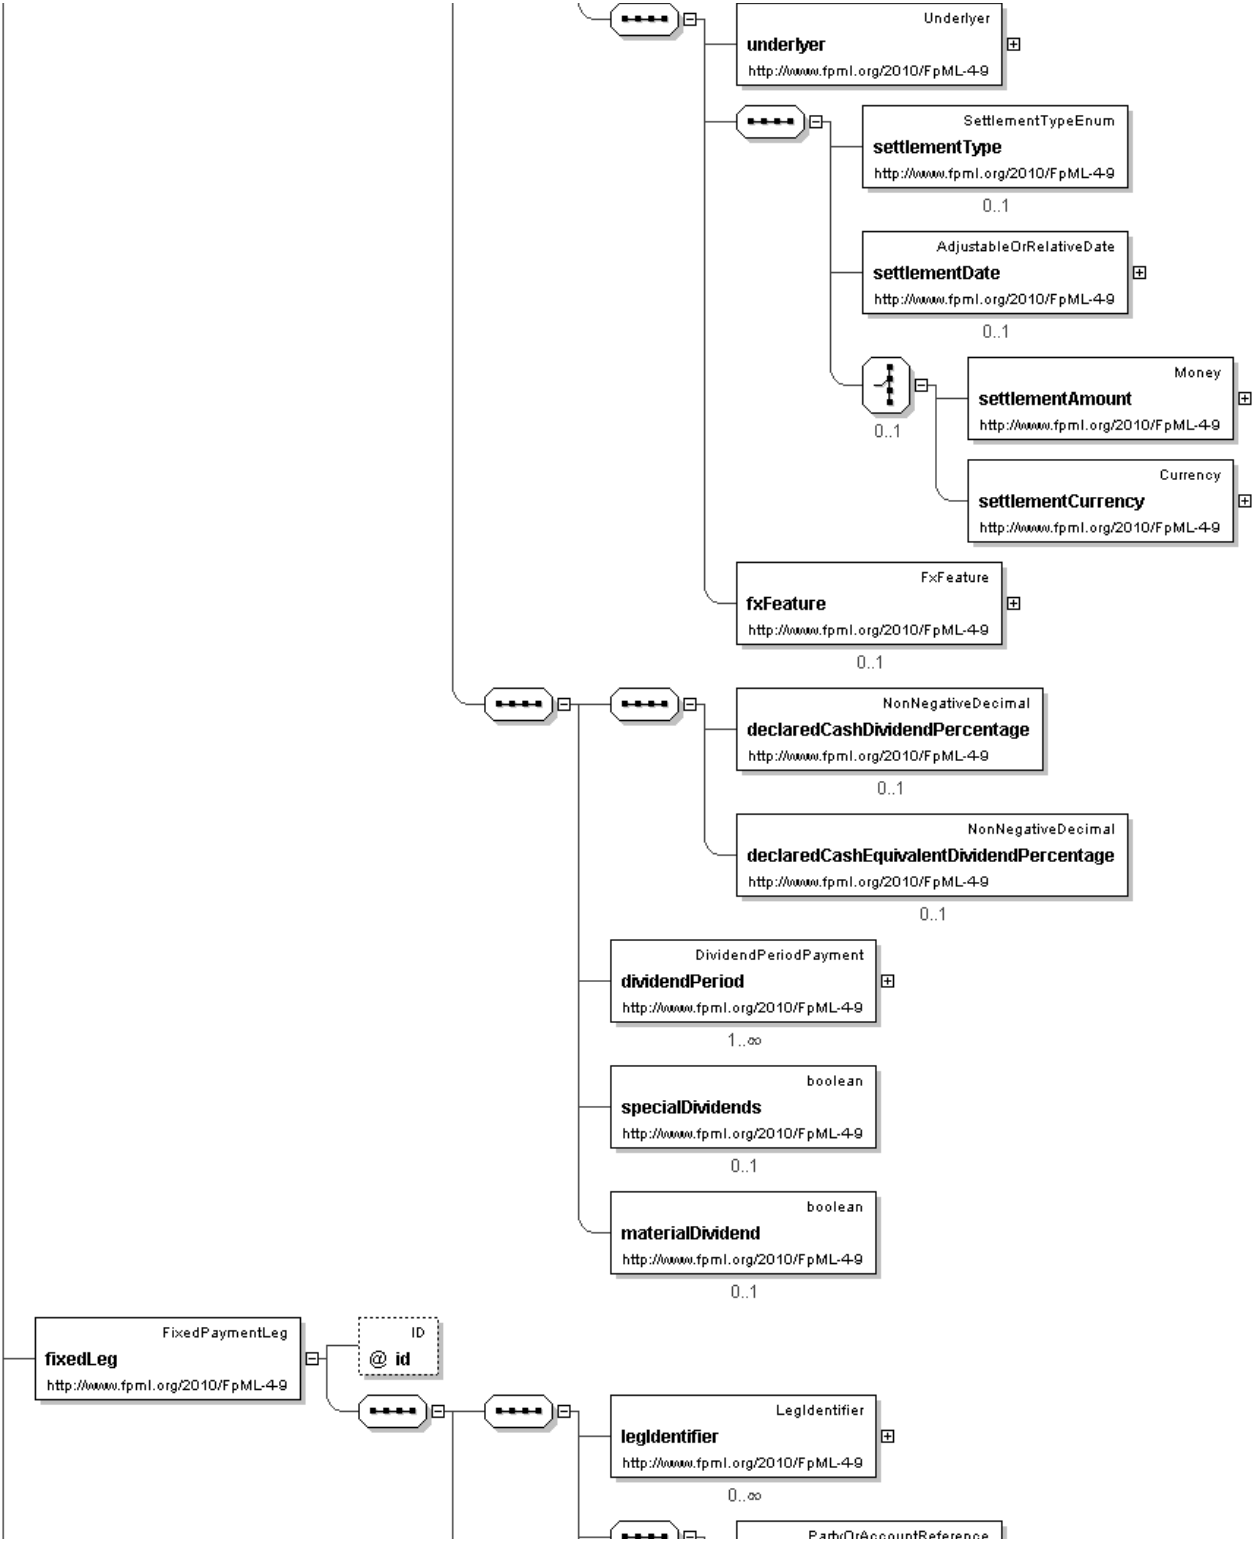 Underlyer
underlyer
http://www.fpml.org/2010/FpML-4-9
SettlementTypeEnum
settlementType
http://www.fpml.org/2010/FpML-4-9
0..1
AdjustableOrRelativeDate
settlementDate
http://www.fpml.org/2010/FpML-4-9
0..1
0..1
Money
settlementAmount
http://www.fpml.org/2010/FpML-4-9
Currency
settlementCurrency
http://www.fpml.org/2010/FpML-4-9
FxFeature
fxFeature
http://www.fpml.org/2010/FpML-4-9
0..1
NonNegativeDecimal
declaredCashDividendPercentage
http://www.fpml.org/2010/FpML-4-9
0..1
NonNegativeDecimal
declaredCashEquivalentDividendPercentage
http://www.fpml.org/2010/FpML-4-9
0..1
DividendPeriodPayment
dividendPeriod
http://www.fpml.org/2010/FpML-4-9
1..∞
boolean
specialDividends
http://www.fpml.org/2010/FpML-4-9
0..1
boolean
materialDividend
http://www.fpml.org/2010/FpML-4-9
0..1
FixedPaymentLeg
fixedLeg
http://www.fpml.org/2010/FpML-4-9
ID
@ id
LegIdentifier
legIdentifier
http://www.fpml.org/2010/FpML-4-9
0..∞
PartyOrAccountReference